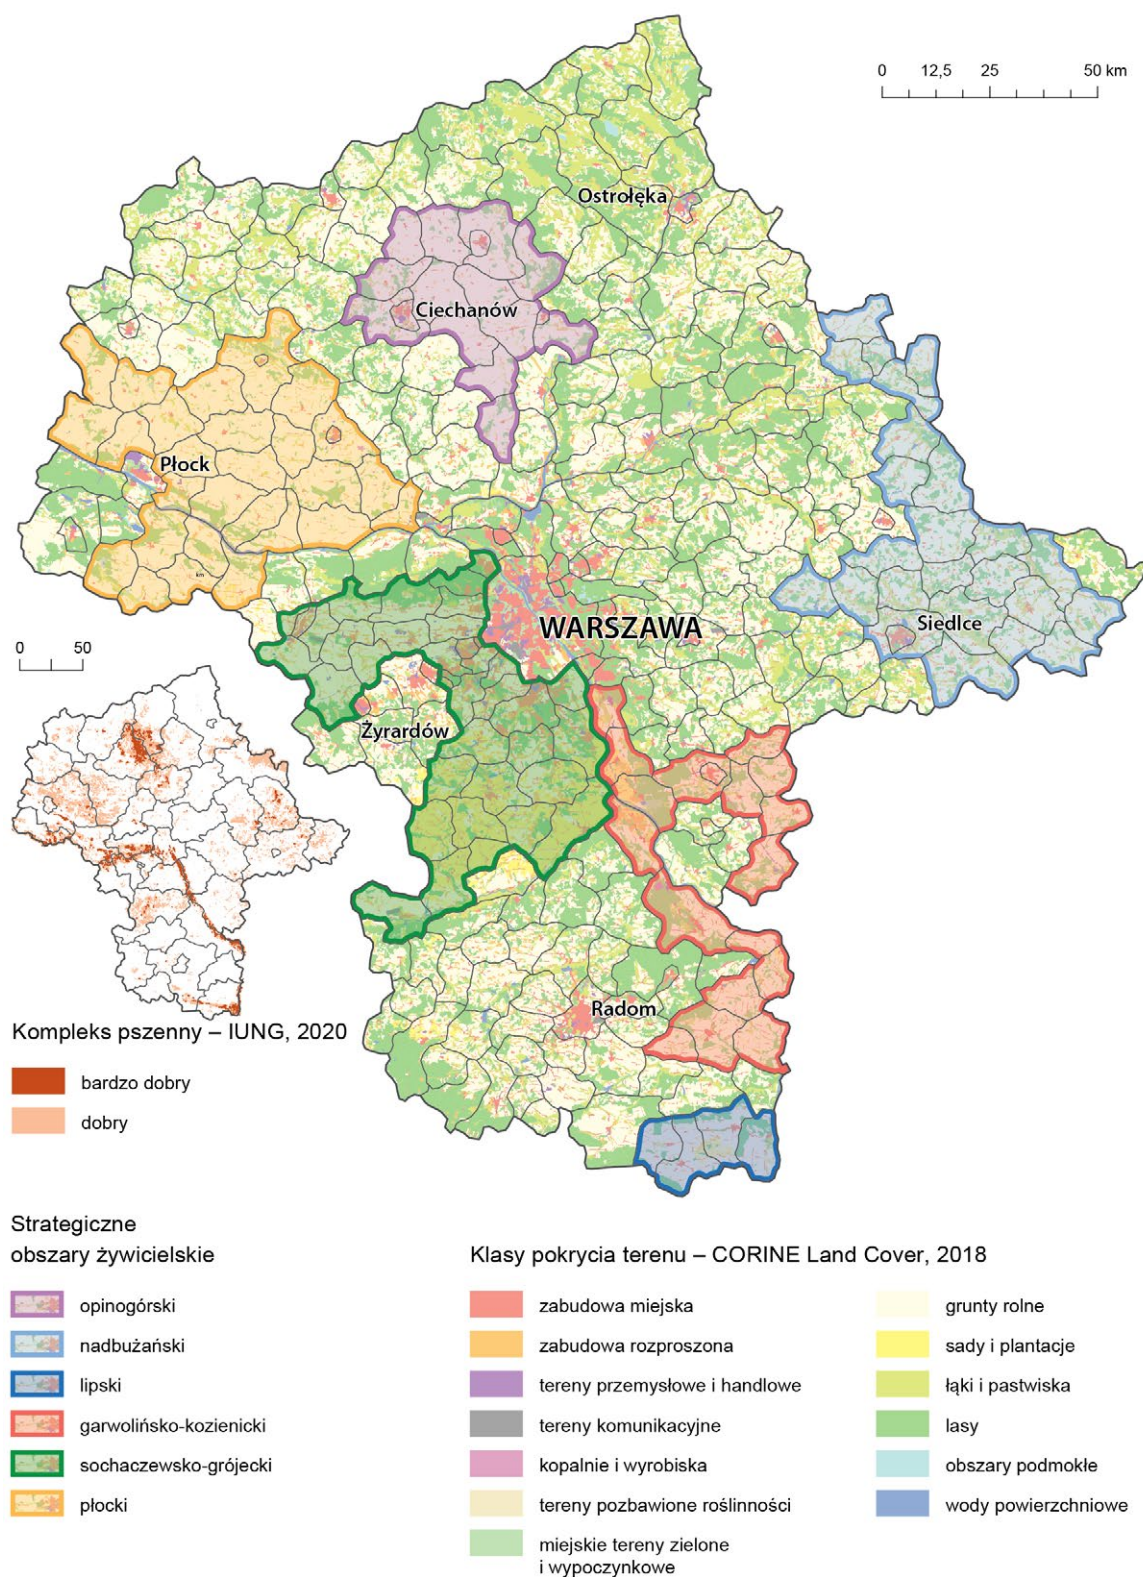 0 12,5 25 50 km
Ostrołęka
Ciechanów
Płock
km
WARSZAWA
Siedlce
0 50
Żyrardów
Radom
Kompleks pszenny – IUNG, 2020
bardzo dobry
dobry
Strategiczne
obszary żywicielskie
opinogórski
nadbużański
lipski
garwolińsko-kozienicki
sochaczewsko-grójecki
płocki
Klasy pokrycia terenu – CORINE Land Cover, 2018
zabudowa miejska
zabudowa rozproszona
tereny przemysłowe i handlowe
tereny komunikacyjne
kopalnie i wyrobiska
tereny pozbawione roślinności
miejskie tereny zielone
i wypoczynkowe
grunty rolne
sady i plantacje
łąki i pastwiska
lasy
obszary podmokłe
wody powierzchniowe